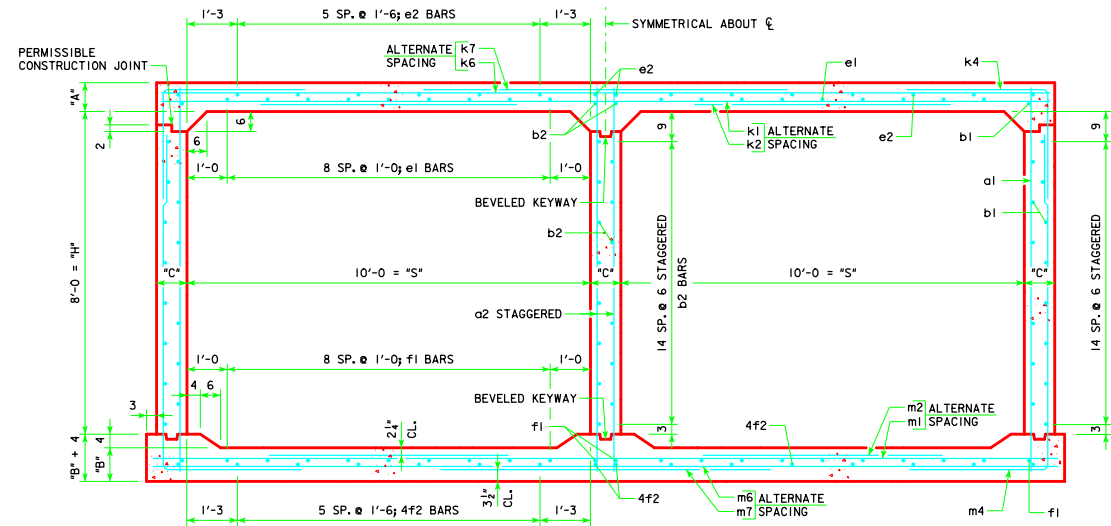 1'-3
5 SP. @ 1'-6; e2 BARS
1'-3
SYMMETRICAL ABOUT ℄
PERMISSIBLE
CONSTRUCTION JOINT
ALTERNATE
SPACING
k7
k6
e2
e1
k4
"A"
2
6
6
b2
k1 ALTERNATE
k2 SPACING
e2
b1
9
9
1'-0
8 SP. @ 1'-0; e1 BARS
1'-0
BEVELED KEYWAY
a1
b1
b2
8'-0 = "H"
"C"
10'-0 = "S"
"C"
10'-0 = "S"
"C"
14 SP. @ 6 STAGGERED
b2 BARS
14 SP. @ 6 STAGGERED
a2 STAGGERED
1'-0
8 SP. @ 1'-0; f1 BARS
1'-0
4
6
BEVELED KEYWAY
3
2¼"
CL.
f1
3
3
m2 ALTERNATE
m1 SPACING
4f2
"B" + 4
4
"B"
3½"
CL.
4f2
m6 ALTERNATE
m7 SPACING
m4
f1
1'-3
5 SP. @ 1'-6; 4f2 BARS
1'-3